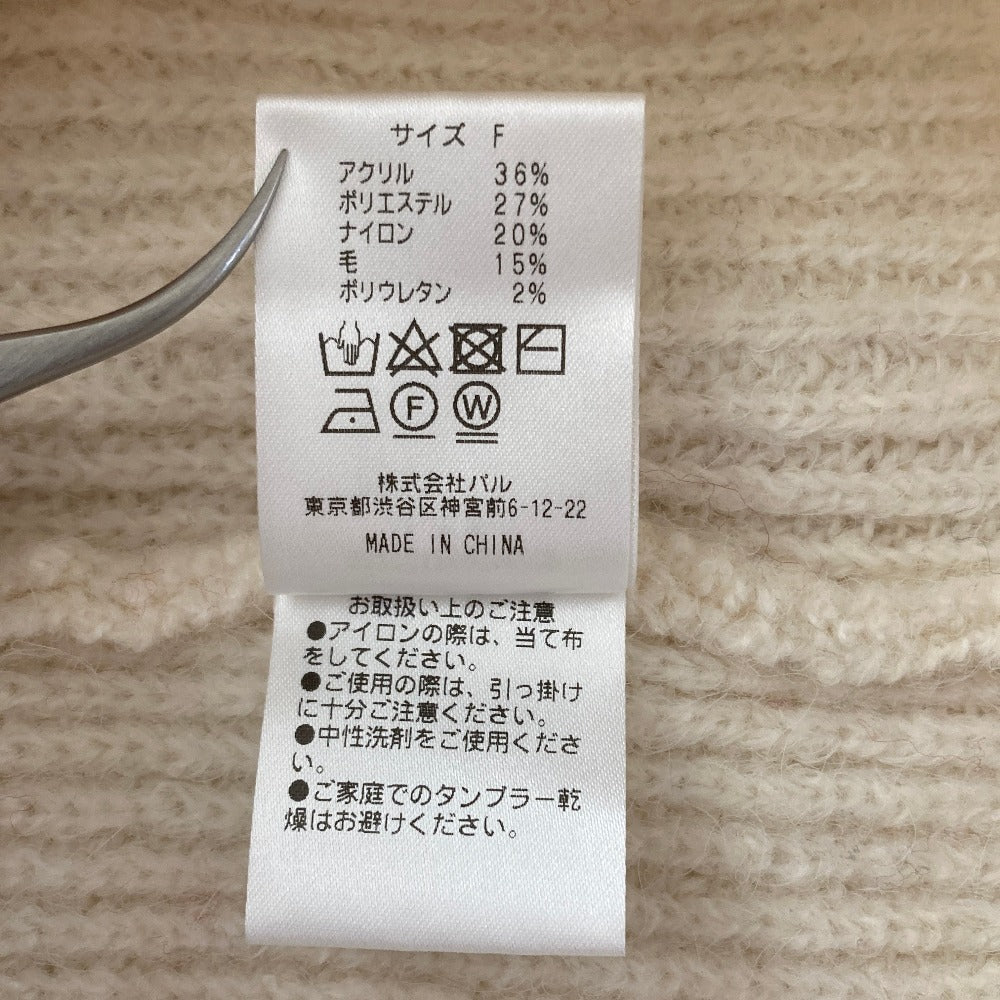 サイズ F
アクリル 36%
ポリエステル 27%
ナイロン 20%
毛 15%
ポリウレタン 2%
F W
株式会社パル
東京都渋谷区神宮前6-12-22
MADE IN CHINA
お取扱い上のご注意
●アイロンの際は、当て布
をしてください。
●ご使用の際は、引っ掛け
に十分ご注意ください。
●中性洗剤をご使用くださ
い。
●ご家庭でのタンブラー乾
燥はお避けください。